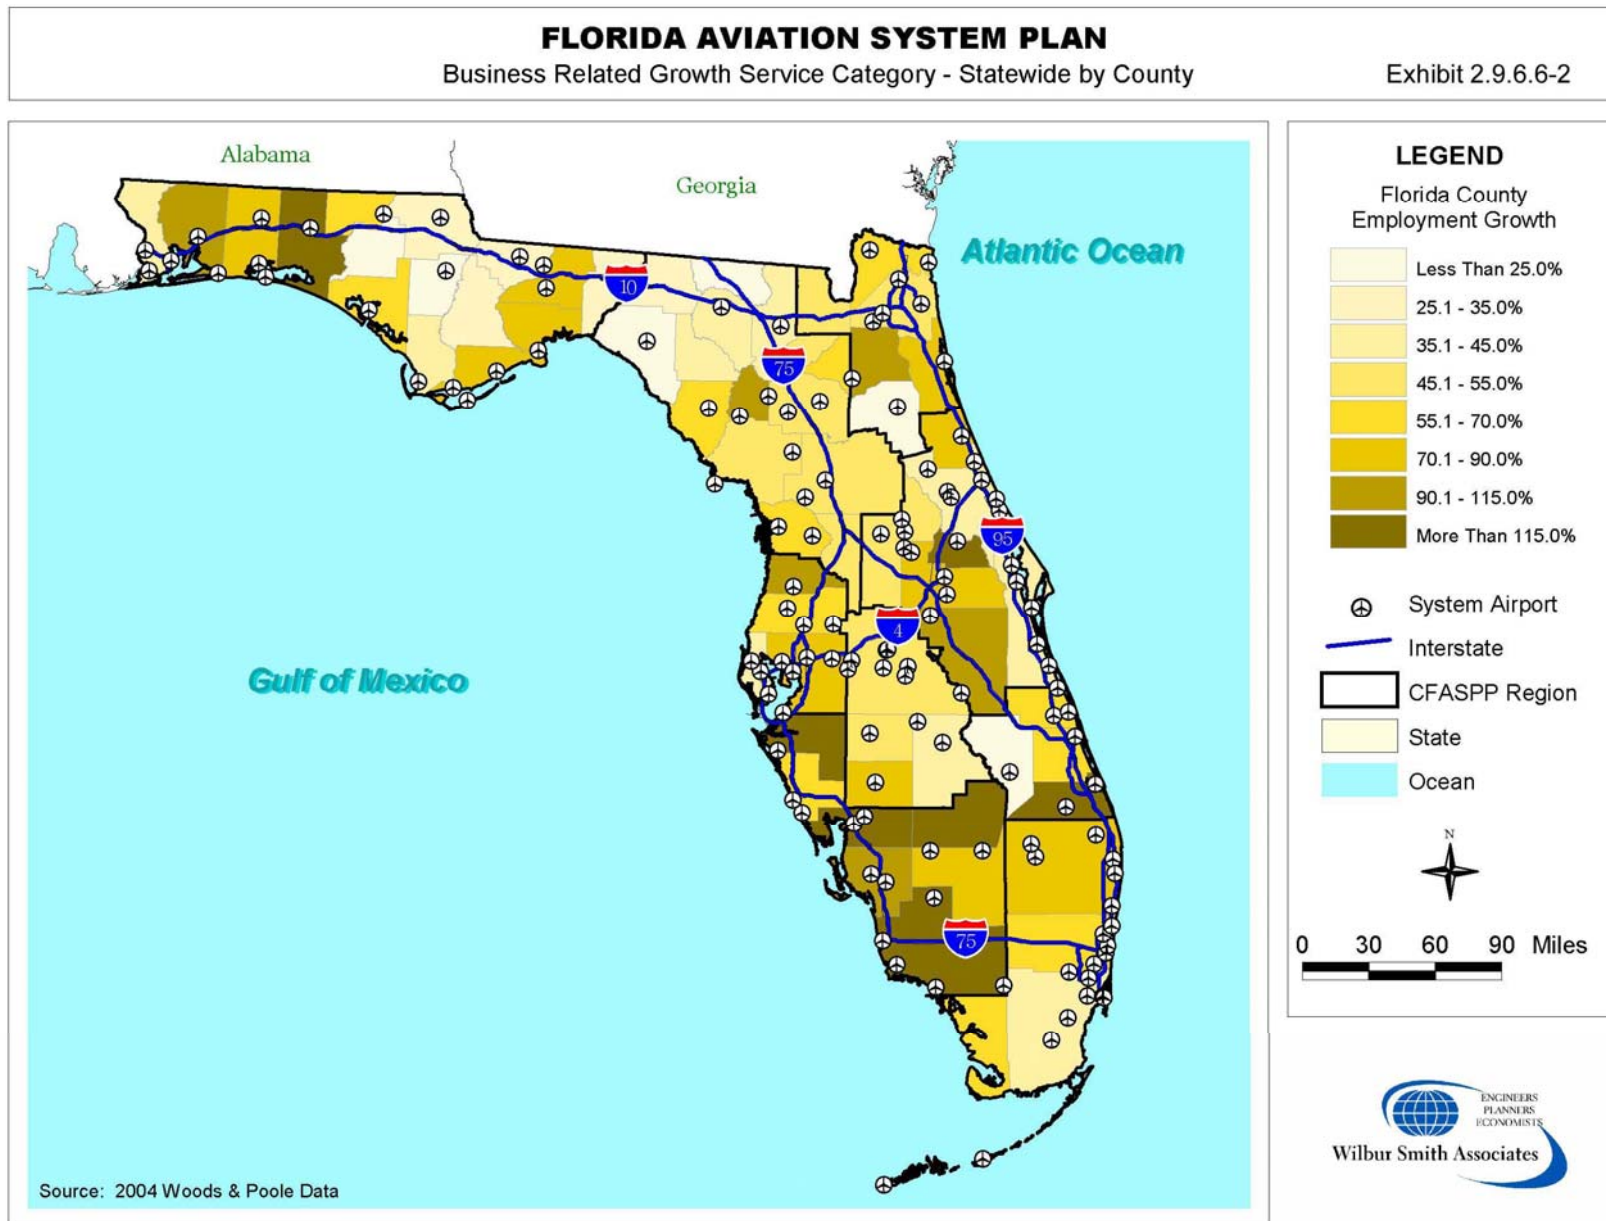 FLORIDA AVIATION SYSTEM PLAN
Business Related Growth Service Category - Statewide by County
Exhibit 2.9.6.6-2
Alabama
Georgia
Atlantic Ocean
10
75
95
4
Gulf of Mexico
75
Source: 2004 Woods & Poole Data
LEGEND
Florida County
Employment Growth
Less Than 25.0%
25.1 - 35.0%
35.1 - 45.0%
45.1 - 55.0%
55.1 - 70.0%
70.1 - 90.0%
90.1 - 115.0%
More Than 115.0%
System Airport
Interstate
CFASPP Region
State
Ocean
N
0 30 60 90 Miles
ENGINEERS
PLANNERS
ECONOMISTS
Wilbur Smith Associates